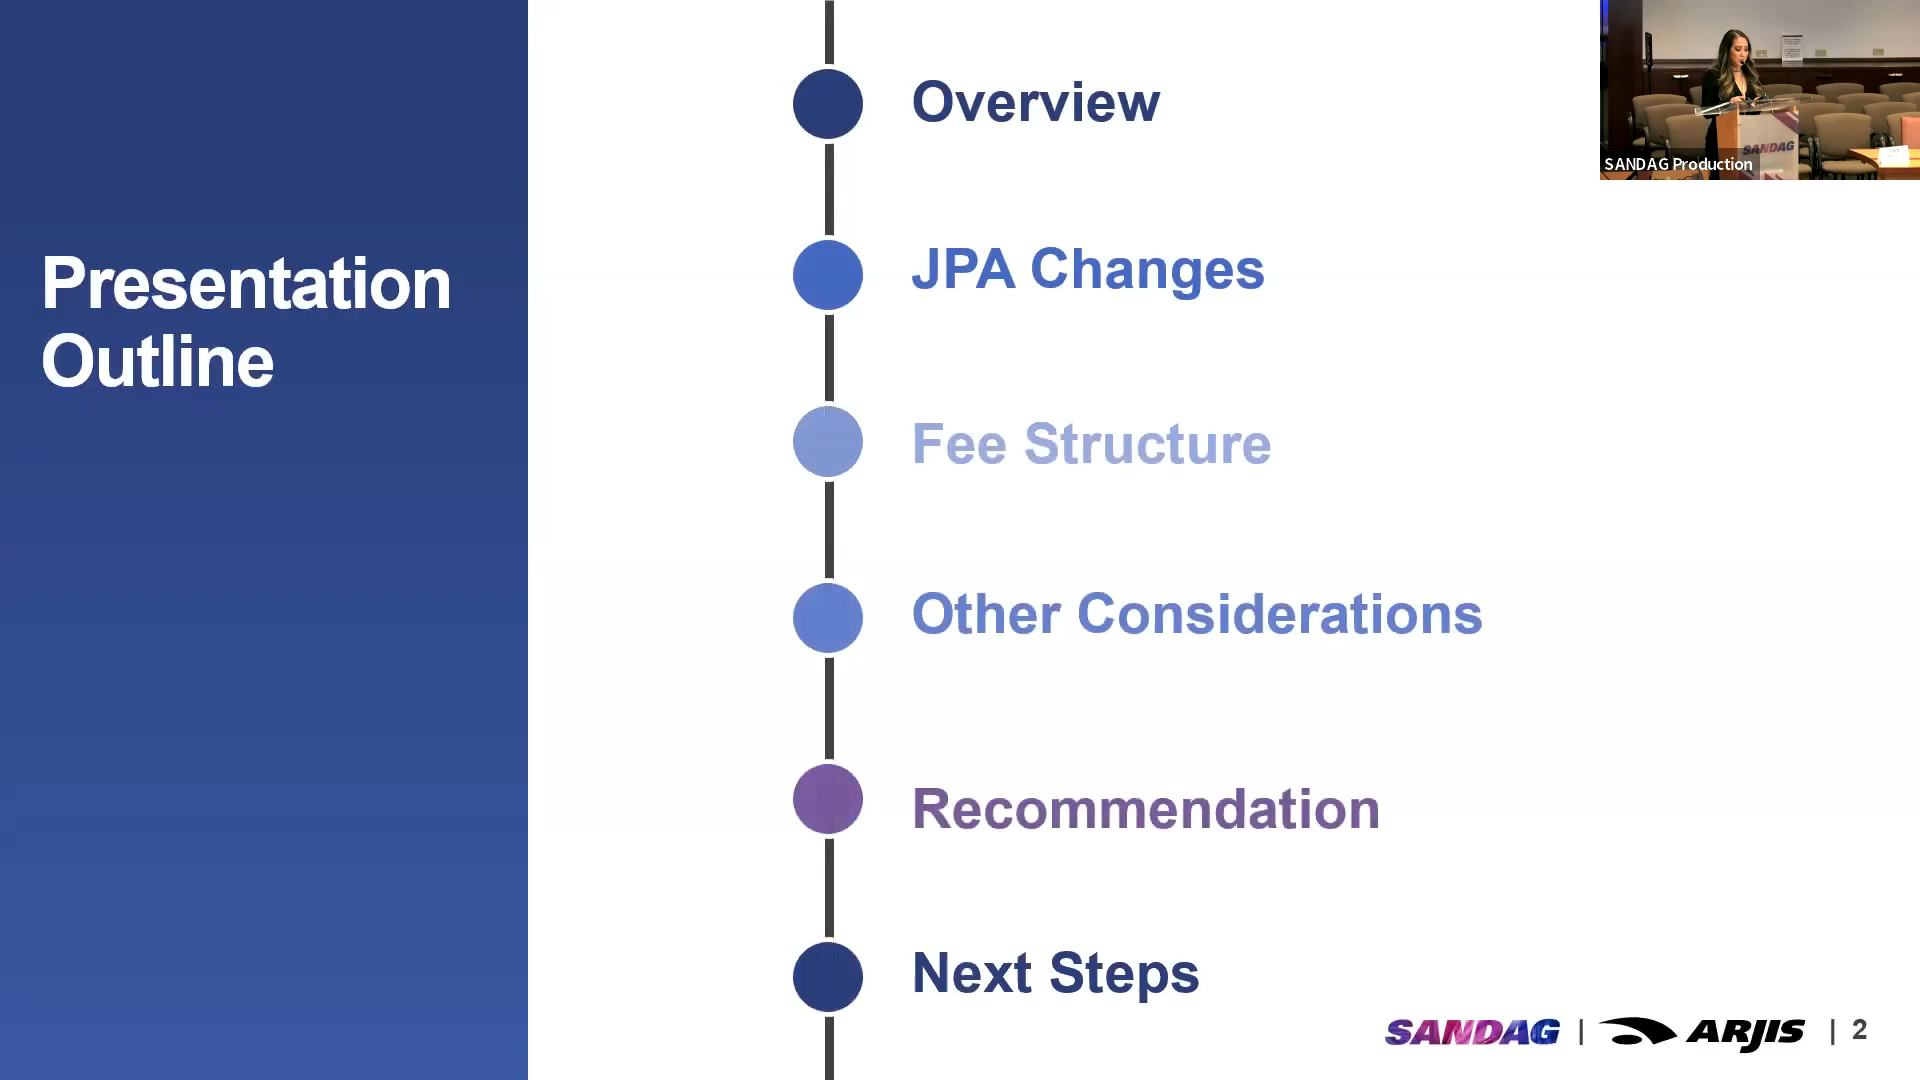 Presentation
Outline
Overview
JPA Changes
Fee Structure
Other Considerations
Recommendation
Next Steps
SANDAG
SANDAG Production
SANDAG | ARJIS | 2